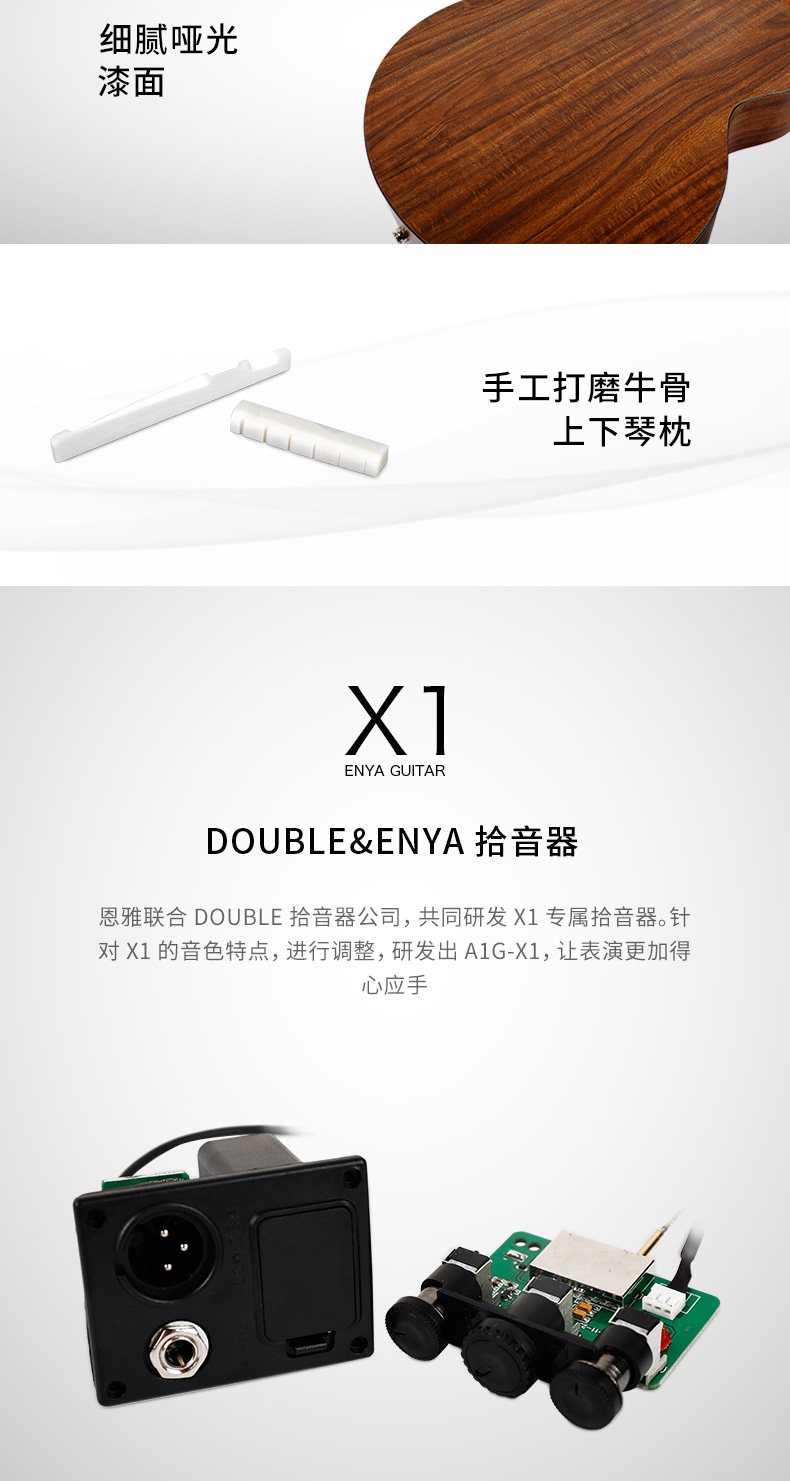 细腻哑光
漆面
手工打磨牛骨
上下琴枕
X1
ENYA GUITAR
DOUBLE&ENYA 拾音器
恩雅联合 DOUBLE 拾音器公司，共同研发 X1 专属拾音器。针
对 X1 的音色特点，进行调整，研发出 A1G-X1，让表演更加得
心应手